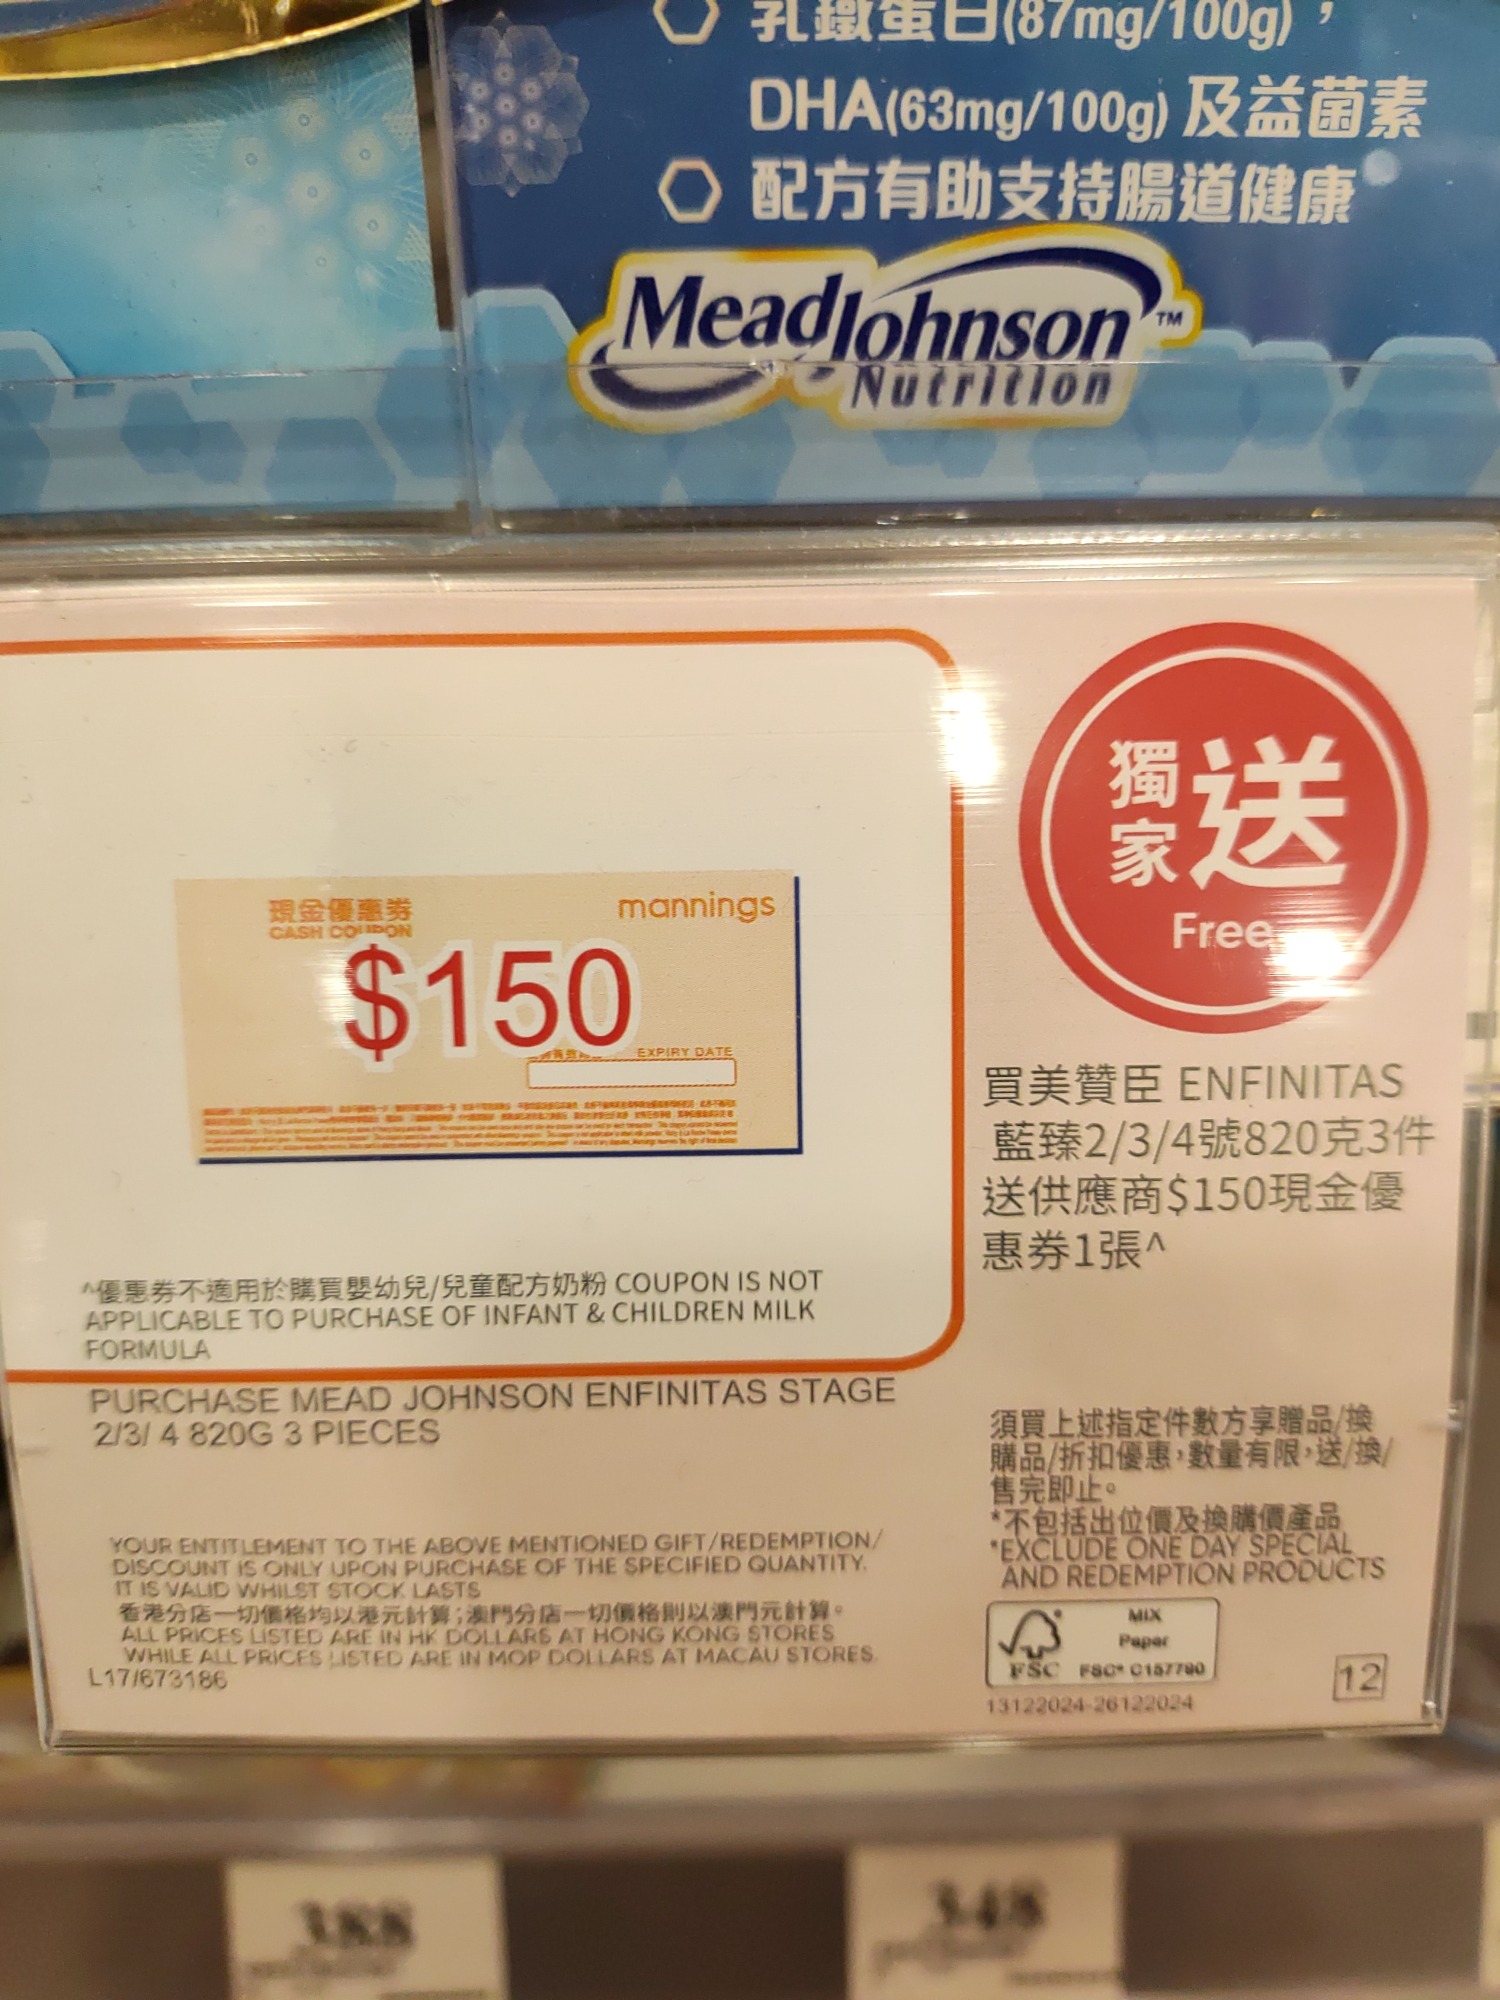 乳鐵蛋白(87mg/100g),
DHA(63mg/100g) 及益菌素
配方有助支持腸道健康
MeadJohnson™
Nutrition
獨家送
Free
現金優惠券
CASH COUPON
mannings
$150
EXPIRY DATE
買美贊臣 ENFINITAS
藍臻2/3/4號820克3件
送供應商$150現金優
惠券1張^
^優惠券不適用於購買嬰幼兒/兒童配方奶粉 COUPON IS NOT
APPLICABLE TO PURCHASE OF INFANT & CHILDREN MILK
FORMULA
PURCHASE MEAD JOHNSON ENFINITAS STAGE
2/3/ 4 820G 3 PIECES
須買上述指定件數方享贈品/換
購品/折扣優惠,數量有限,送/換/
售完即止。
*不包括出位價及換購價產品
*EXCLUDE ONE DAY SPECIAL
AND REDEMPTION PRODUCTS
YOUR ENTITLEMENT TO THE ABOVE MENTIONED GIFT/REDEMPTION/
DISCOUNT IS ONLY UPON PURCHASE OF THE SPECIFIED QUANTITY.
IT IS VALID WHILST STOCK LASTS
香港分店一切價格均以港元計算;澳門分店一切價格則以澳門元計算。
ALL PRICES LISTED ARE IN HK DOLLARS AT HONG KONG STORES
WHILE ALL PRICES LISTED ARE IN MOP DOLLARS AT MACAU STORES.
L17/673186
MIX
Paper
FSC FSC® C157790
13122024-26122024
12
388
348